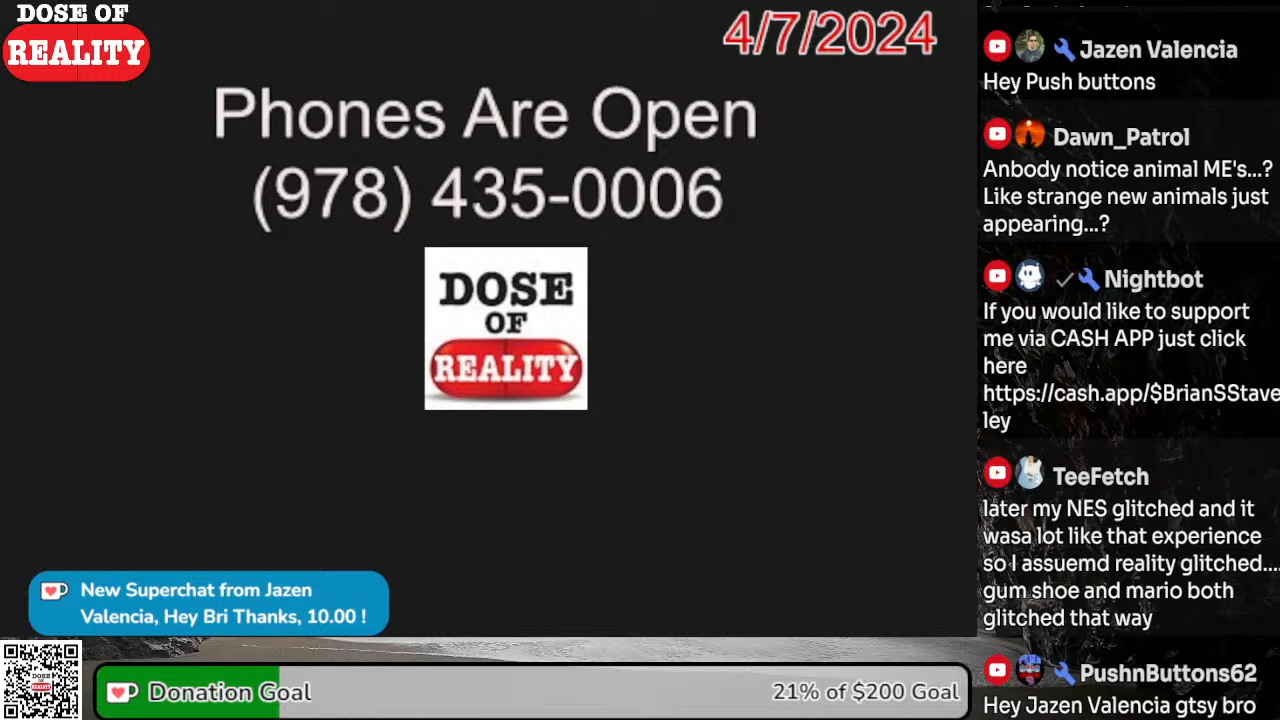 DOSE OF
REALITY
4/7/2024
Phones Are Open
(978) 435-0006
DOSE
OF
REALITY
New Superchat from Jazen
Valencia, Hey Bri Thanks, 10.00 !
Donation Goal
21% of $200 Goal
Jazen Valencia
Hey Push buttons
Dawn_Patrol
Anbody notice animal ME's...?
Like strange new animals just
appearing...?
Nightbot
If you would like to support
me via CASH APP just click
here
https://cash.app/$BrianSStave
ley
TeeFetch
later my NES glitched and it
wasa lot like that experience
so I assuemd reality glitched....
gum shoe and mario both
glitched that way
PushnButtons62
Hey Jazen Valencia gtsy bro